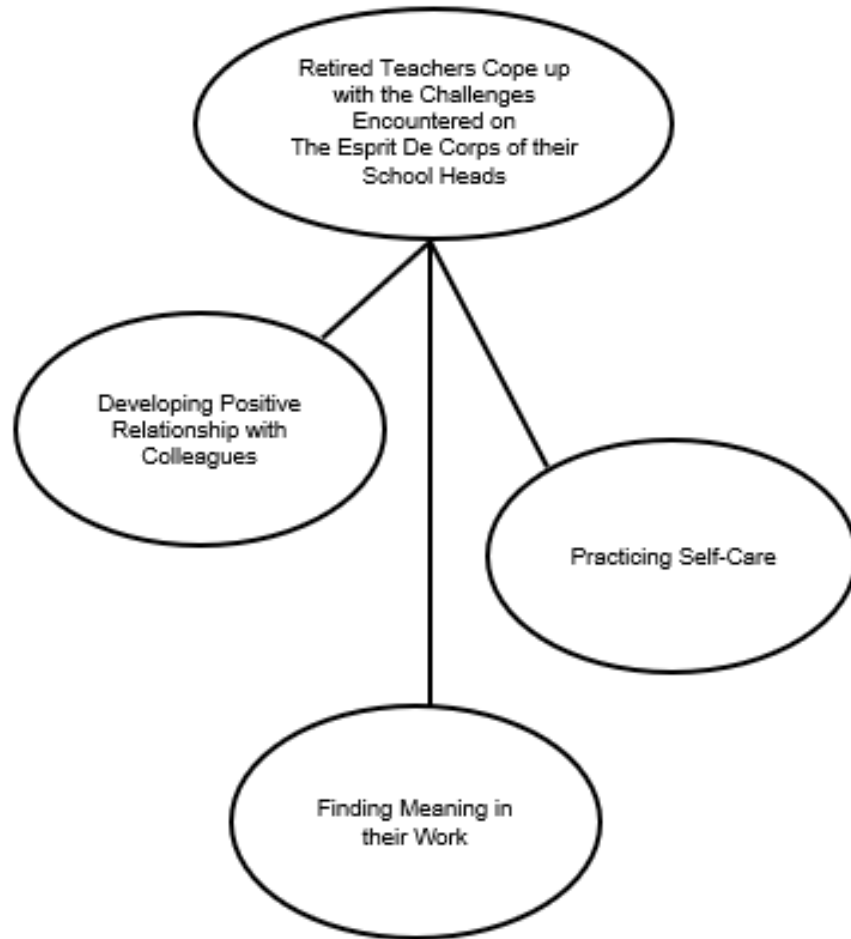 Retired Teachers Cope up
with the Challenges
Encountered on
The Esprit De Corps of their
School Heads
Developing Positive
Relationship with
Colleagues
Practicing Self-Care
Finding Meaning in
their Work